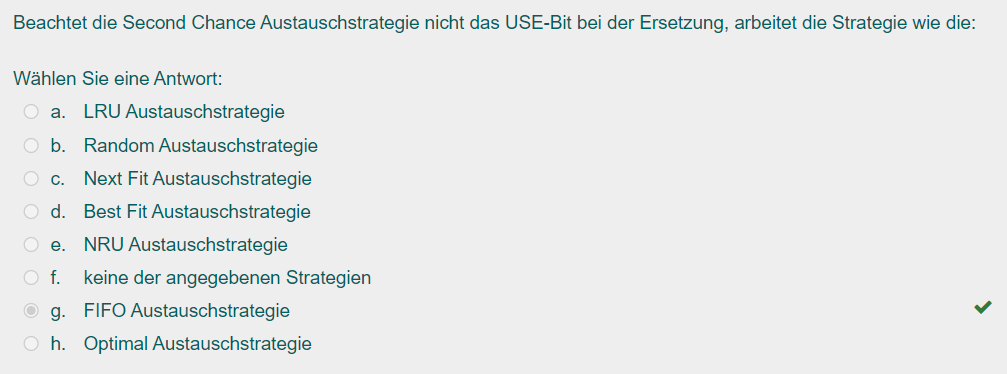 Beachtet die Second Chance Austauschstrategie nicht das USE-Bit bei der Ersetzung, arbeitet die Strategie wie die:
Wählen Sie eine Antwort:
a. LRU Austauschstrategie
b. Random Austauschstrategie
c. Next Fit Austauschstrategie
d. Best Fit Austauschstrategie
e. NRU Austauschstrategie
f. keine der angegebenen Strategien
g. FIFO Austauschstrategie
h. Optimal Austauschstrategie